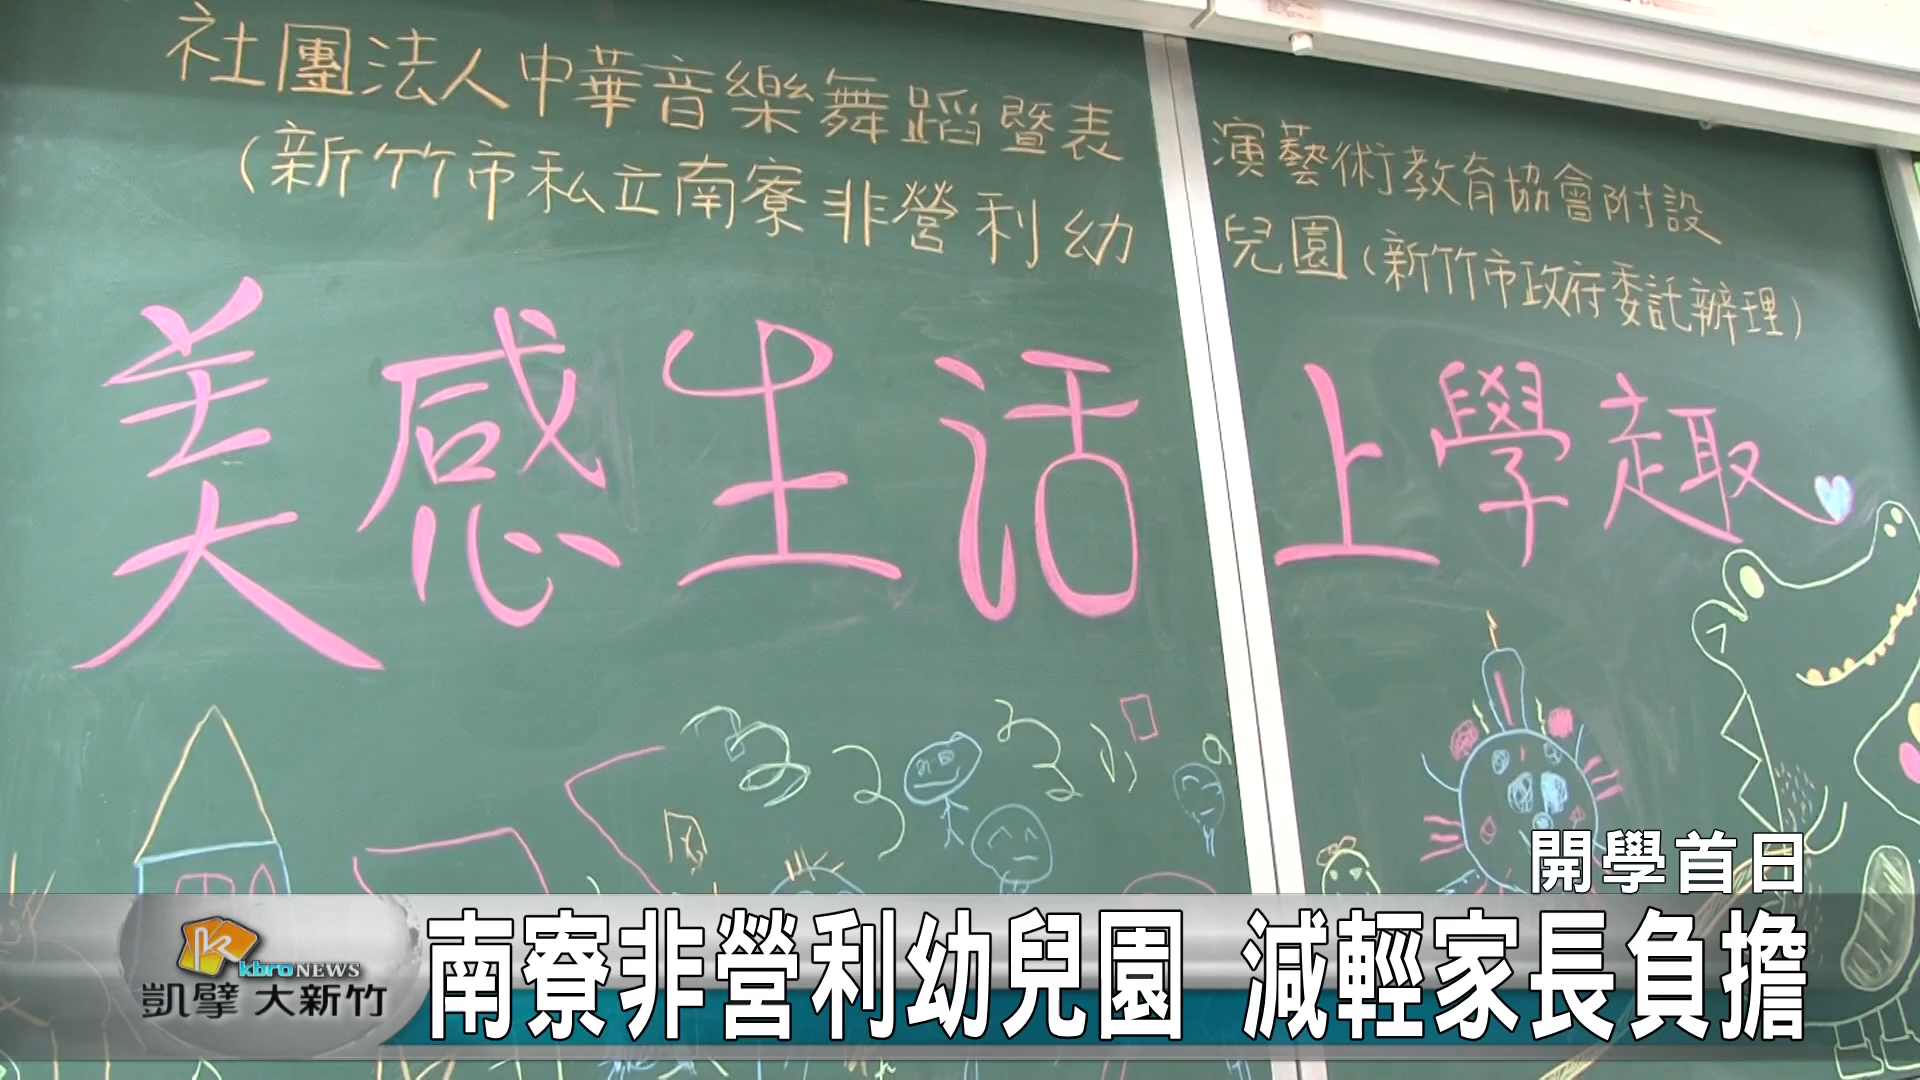 社團法人中華音樂舞蹈暨表演藝術教育協會附設
(新竹市私立南寮非營利幼兒園(新竹市政府委託辦理)
美感生活上學趣
開學首日
南寮非營利幼兒園 減輕家長負擔
kbro NEWS
凱擘 大新竹